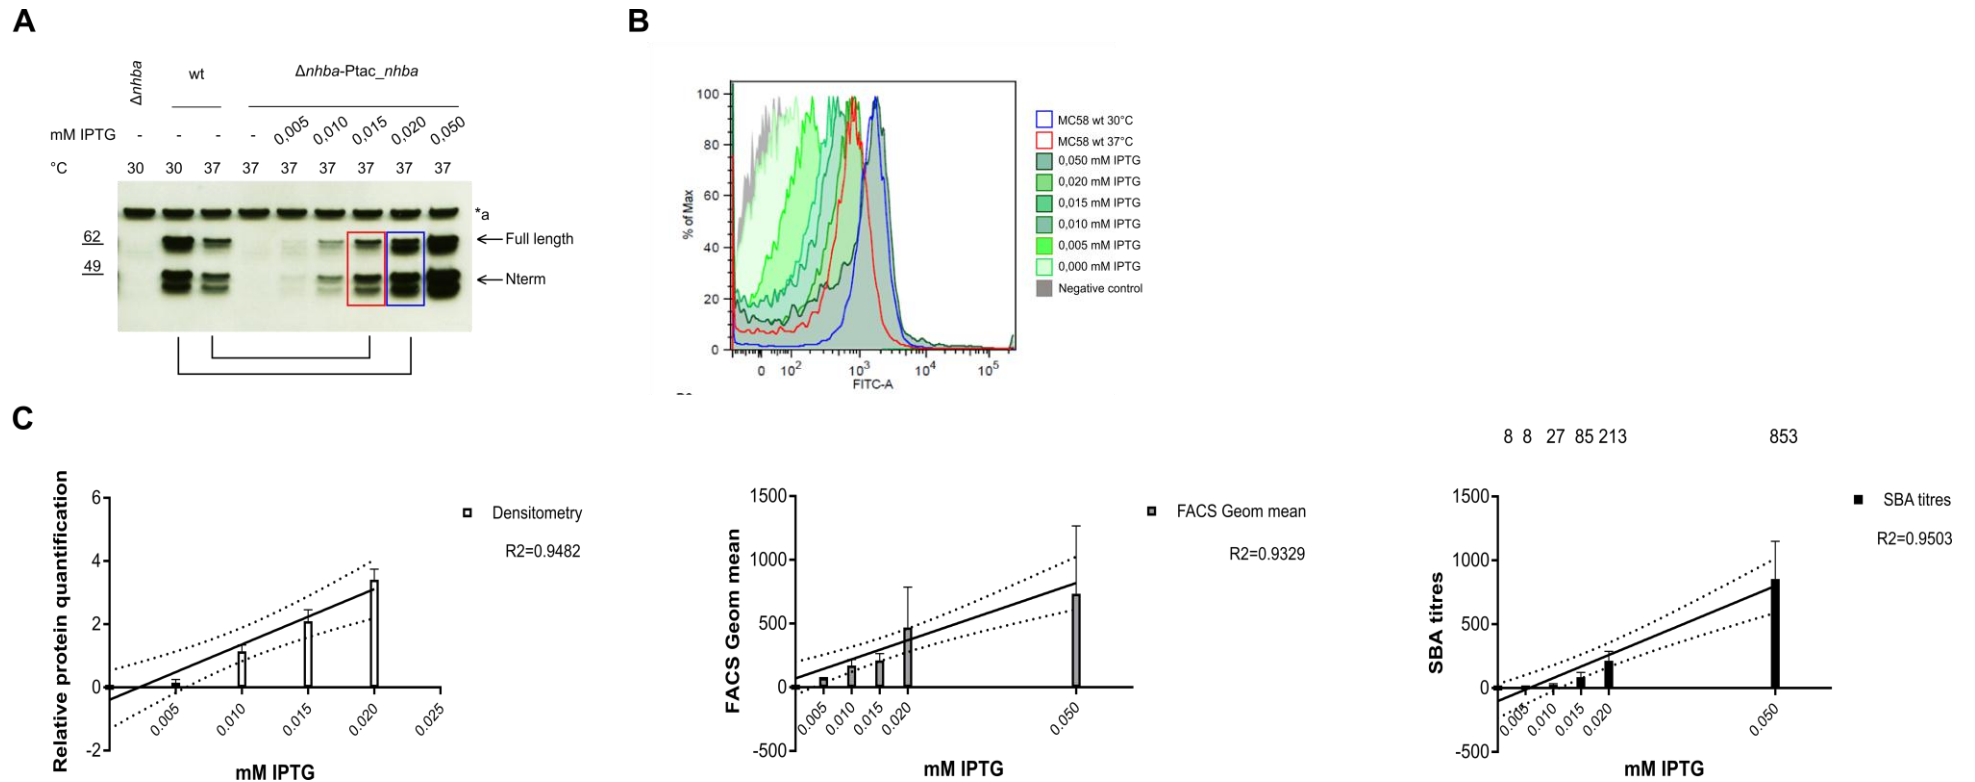 A
Δnhba
wt
Δnhba-Ptac_nhba
mM IPTG
- - - - 0,005 0,010 0,015 0,020 0,050
°C 30 30 37 37 37 37 37 37 37
*a
62
Full length
49
Nterm
B
% of Max
100
80
60
40
20
0
0 10² 10³ 10⁴ 10⁵
FITC-A
MC58 wt 30°C
MC58 wt 37°C
0,050 mM IPTG
0,020 mM IPTG
0,015 mM IPTG
0,010 mM IPTG
0,005 mM IPTG
0,000 mM IPTG
Negative control
C
Relative protein quantification
6
4
2
0
-2
0.005 0.010 0.015 0.020 0.025
mM IPTG
Densitometry
R2=0.9482
FACS Geom mean
1500
1000
500
0
-500
0.005 0.010 0.015 0.020 0.050
mM IPTG
FACS Geom mean
R2=0.9329
8 8 27 85 213 853
SBA titres
1500
1000
500
0
-500
0.005 0.010 0.015 0.020 0.050
mM IPTG
SBA titres
R2=0.9503